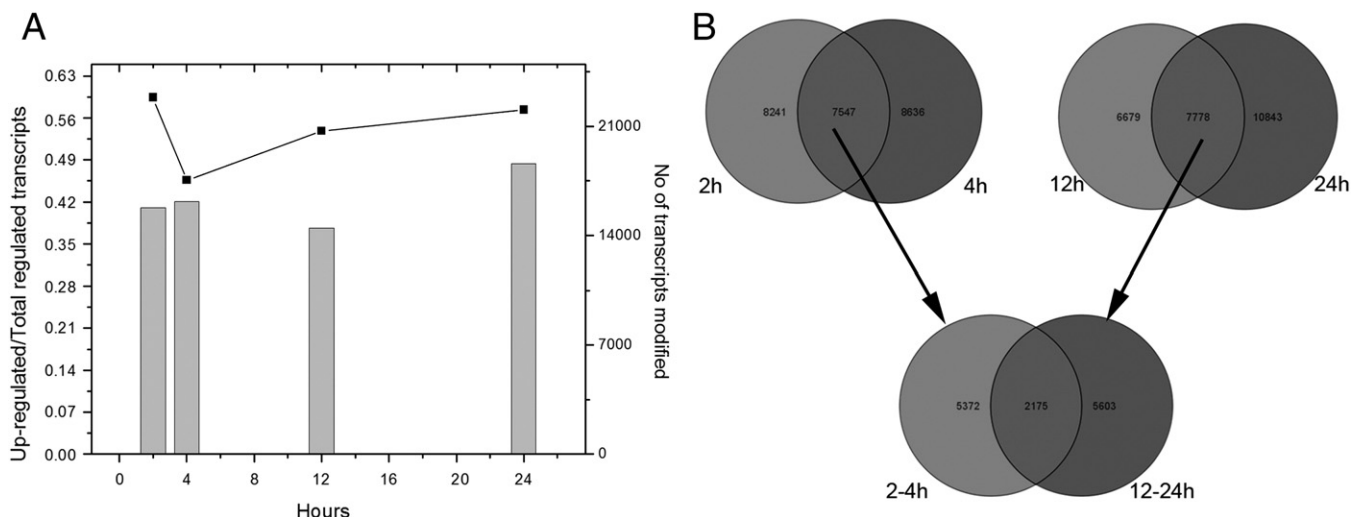 A
Up-regulated/Total regulated transcripts
0.63
0.56
0.49
0.42
0.35
0.28
0.21
0.14
0.07
0.00
0 4 8 12 16 20 24
Hours
21000
14000
7000
0
No of transcripts modified
B
8241 7547 8636
2h 4h
6679 7778 10843
12h 24h
5372 2175 5603
2-4h 12-24h